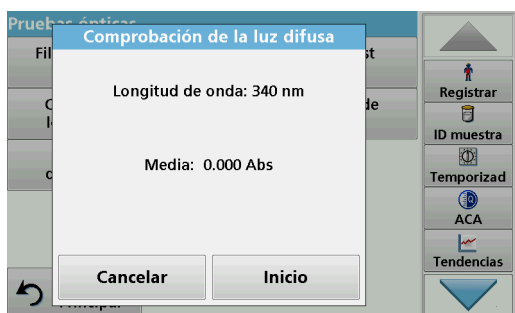 Pruebas ópticas
Comprobación de la luz difusa
Longitud de onda: 340 nm
Media: 0.000 Abs
Cancelar
Inicio
Registrar
ID muestra
Temporizad
ACA
Tendencias